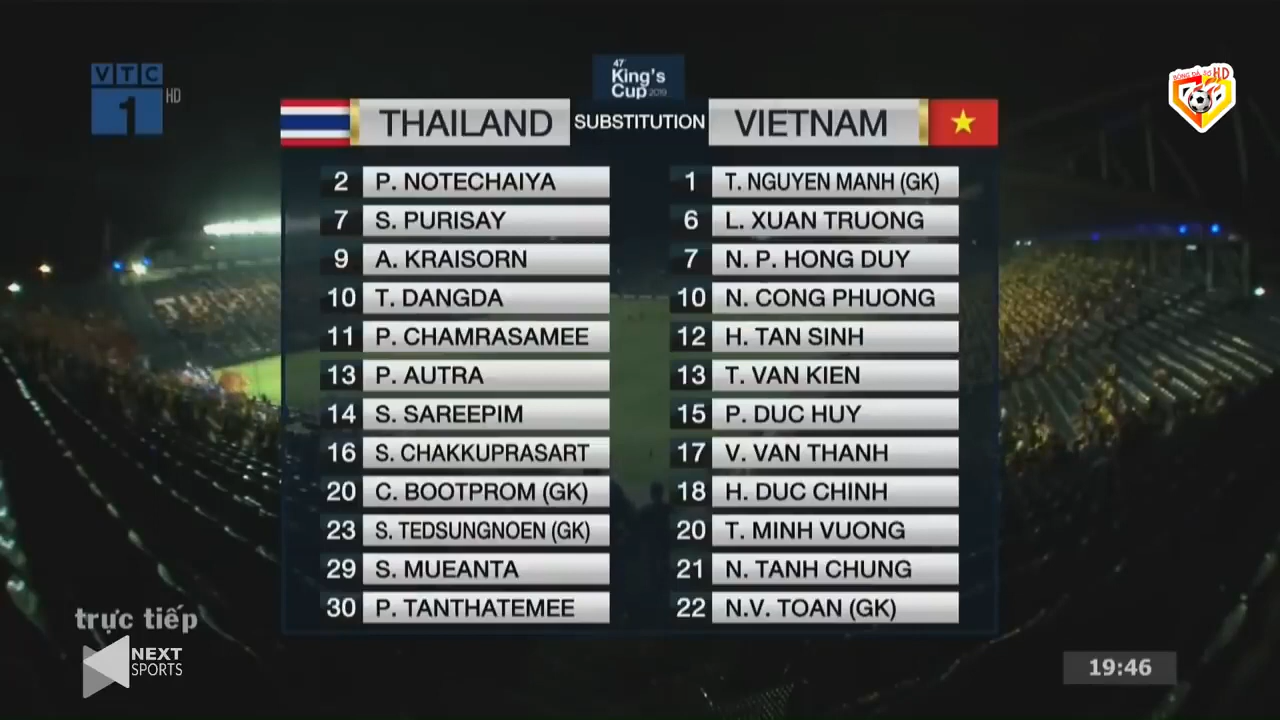 VTC
1 HD
47 King's
Cup 2019
BÓNG ĐÁ SỐ HD
THAILAND SUBSTITUTION VIETNAM
2 P. NOTECHAIYA
7 S. PURISAY
9 A. KRAISORN
10 T. DANGDA
11 P. CHAMRASAMEE
13 P. AUTRA
14 S. SAREEPIM
16 S. CHAKKUPRASART
20 C. BOOTPROM (GK)
23 S. TEDSUNGNOEN (GK)
29 S. MUEANTA
30 P. TANTHATEMEE
1 T. NGUYEN MANH (GK)
6 L. XUAN TRUONG
7 N. P. HONG DUY
10 N. CONG PHUONG
12 H. TAN SINH
13 T. VAN KIEN
15 P. DUC HUY
17 V. VAN THANH
18 H. DUC CHINH
20 T. MINH VUONG
21 N. TANH CHUNG
22 N.V. TOAN (GK)
trực tiếp
NEXT
SPORTS
19:46